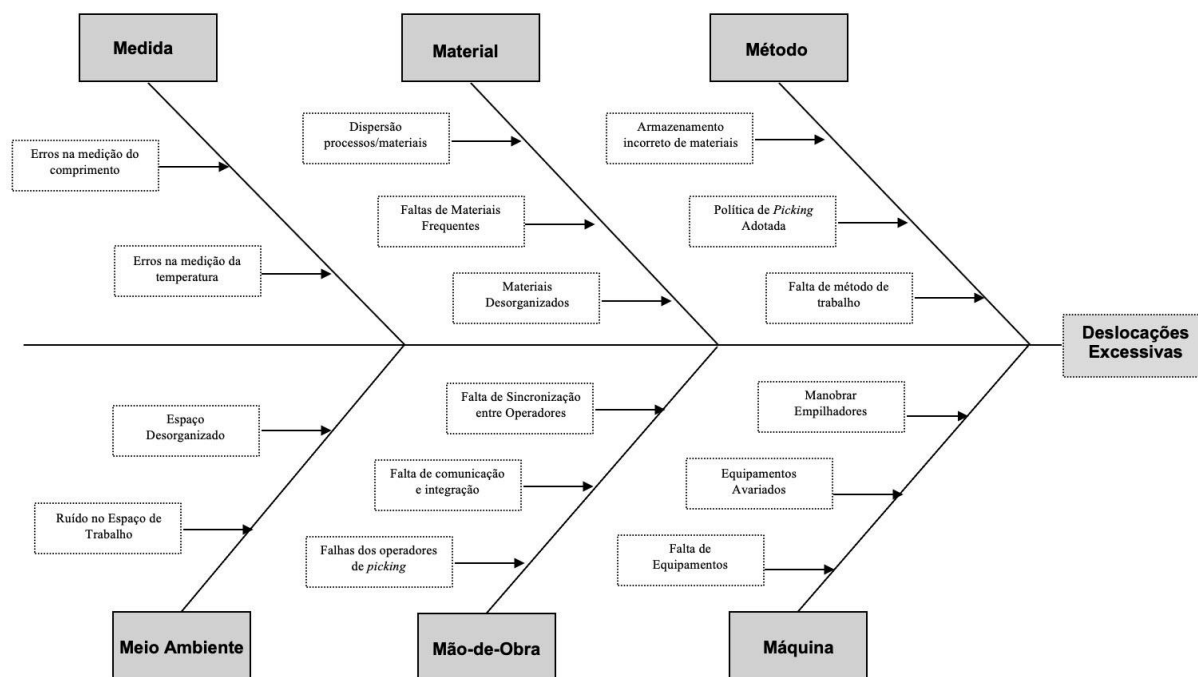 Medida
Material
Método
Dispersão
processos/materiais
Armazenamento
incorreto de materiais
Erros na medição do
comprimento
Faltas de Materiais
Frequentes
Política de Picking
Adotada
Erros na medição da
temperatura
Materiais
Desorganizados
Falta de método de
trabalho
Deslocações
Excessivas
Espaço
Desorganizado
Falta de Sincronização
entre Operadores
Manobrar
Empilhadores
Ruído no Espaço de
Trabalho
Falta de comunicação
e integração
Equipamentos
Avariados
Falhas dos operadores
de picking
Falta de
Equipamentos
Meio Ambiente
Mão-de-Obra
Máquina